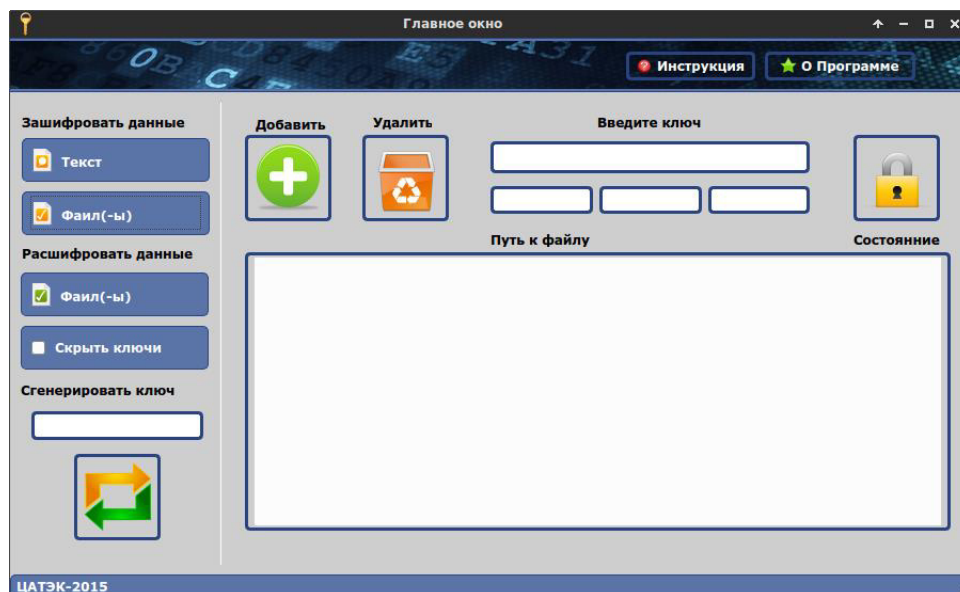 Главное окно
Инструкция
О Программе
Зашифровать данные
Текст
Фаил(-ы)
Расшифровать данные
Фаил(-ы)
Скрыть ключи
Сгенерировать ключ
Добавить
Удалить
Введите ключ
Путь к файлу
Состоянние
ЦАТЭК-2015